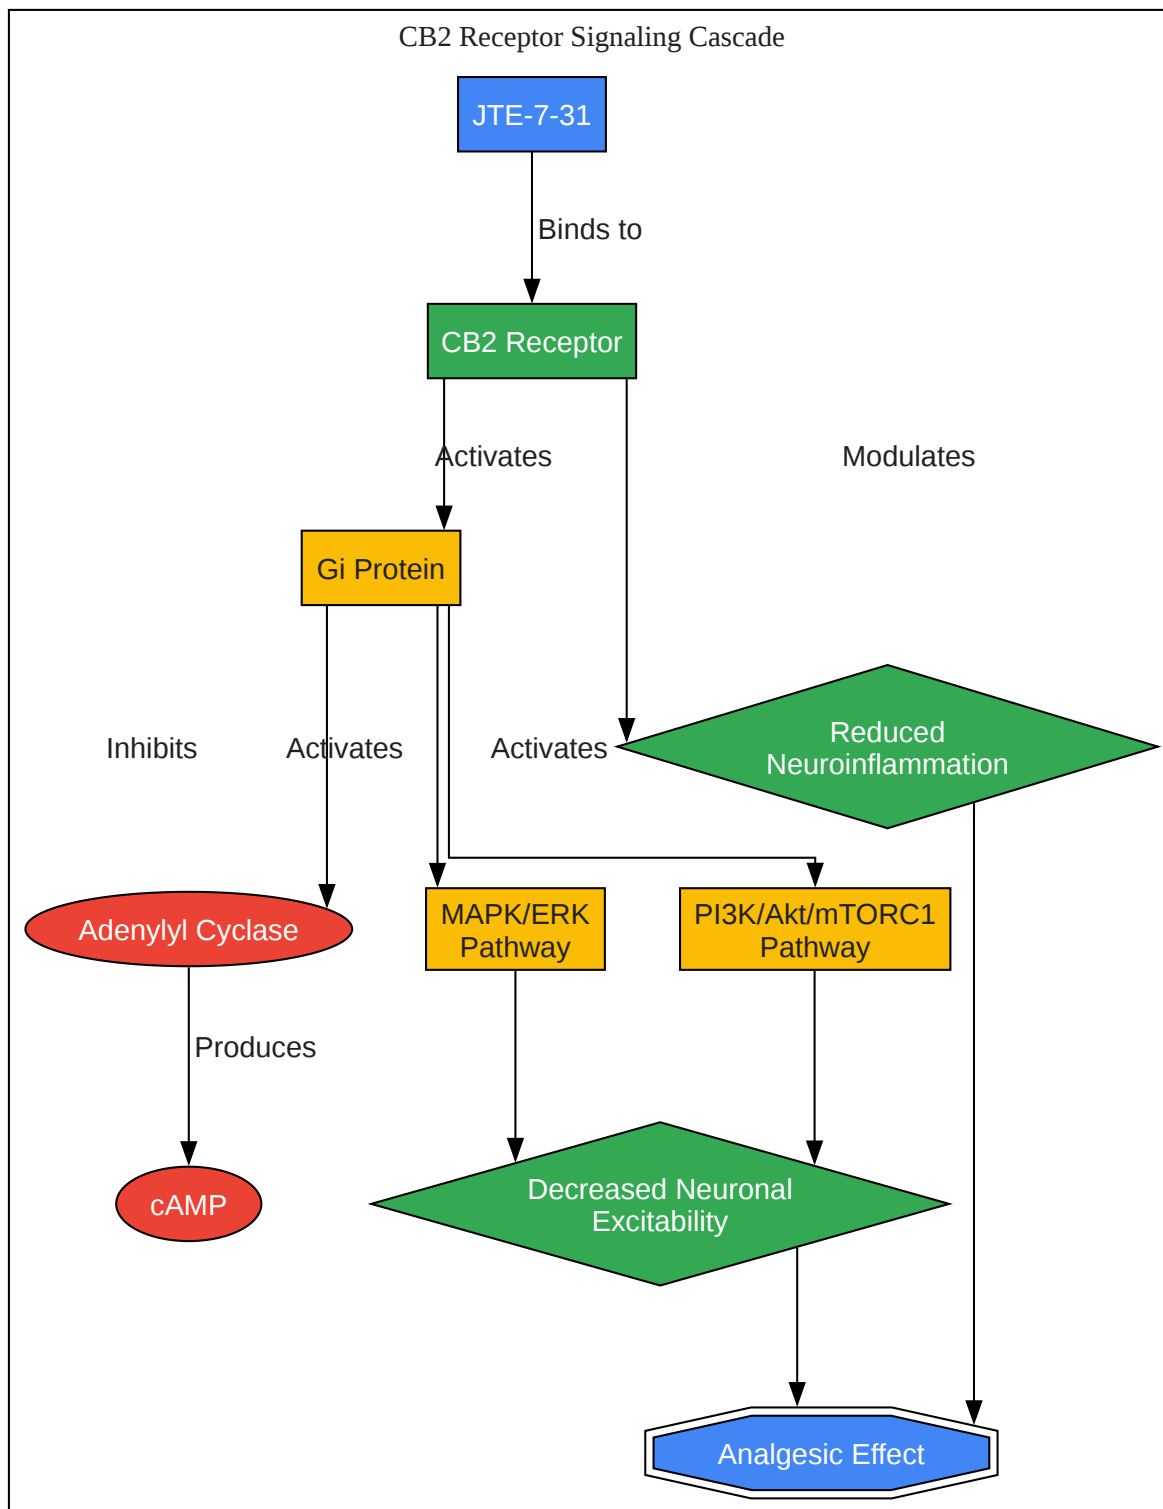 CB2 Receptor Signaling Cascade
JTE-7-31
Binds to
CB2 Receptor
Activates
Modulates
Gi Protein
Inhibits
Activates
Activates
Reduced
Neuroinflammation
Adenylyl Cyclase
MAPK/ERK
Pathway
PI3K/Akt/mTORC1
Pathway
Produces
cAMP
Decreased Neuronal
Excitability
Analgesic Effect